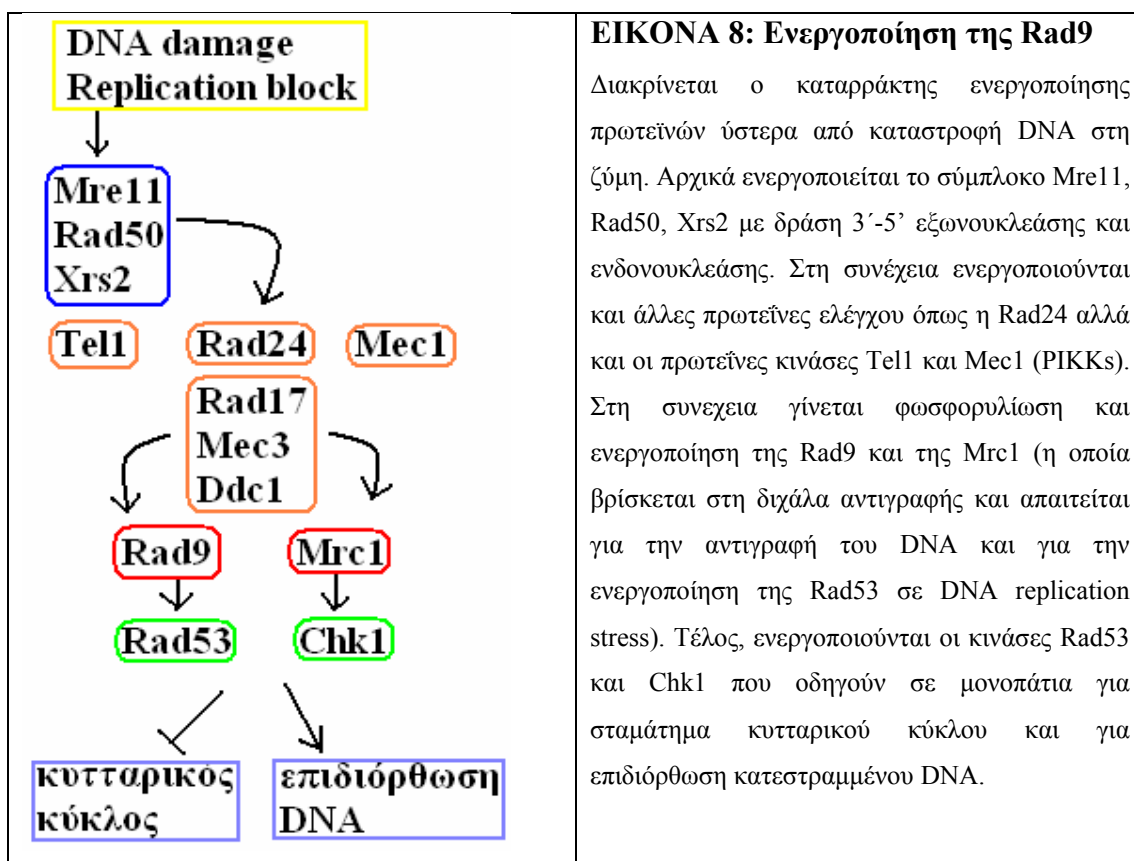 DNA damage
Replication block
Mre11
Rad50
Xrs2
Tel1 Rad24 Mec1
Rad17
Mec3
Ddc1
Rad9 Mrc1
Rad53 Chk1
κυτταρικός
κύκλος
επιδιόρθωση
DNA
ΕΙΚΟΝΑ 8: Ενεργοποίηση της Rad9
Διακρίνεται ο καταρράκτης ενεργοποίησης
πρωτεϊνών ύστερα από καταστροφή DNA στη
ζύμη. Αρχικά ενεργοποιείται το σύμπλοκο Mre11,
Rad50, Xrs2 με δράση 3΄-5’ εξωνουκλεάσης και
ενδονουκλεάσης. Στη συνέχεια ενεργοποιούνται
και άλλες πρωτεΐνες ελέγχου όπως η Rad24 αλλά
και οι πρωτεΐνες κινάσες Tel1 και Mec1 (PIKKs).
Στη συνεχεια γίνεται φωσφορυλίωση και
ενεργοποίηση της Rad9 και της Mrc1 (η οποία
βρίσκεται στη διχάλα αντιγραφής και απαιτείται
για την αντιγραφή του DNA και για την
ενεργοποίηση της Rad53 σε DNA replication
stress). Τέλος, ενεργοποιούνται οι κινάσες Rad53
και Chk1 που οδηγούν σε μονοπάτια για
σταμάτημα κυτταρικού κύκλου και για
επιδιόρθωση κατεστραμμένου DNA.